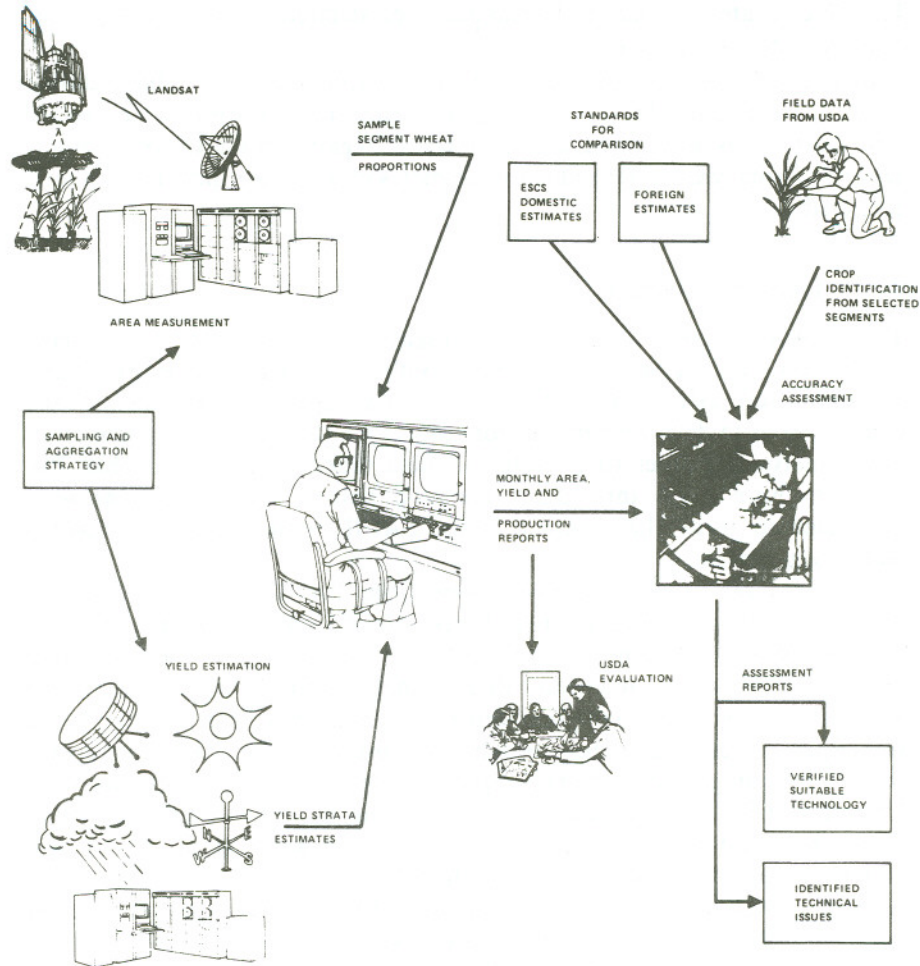 LANDSAT
AREA MEASUREMENT
SAMPLE
SEGMENT WHEAT
PROPORTIONS
STANDARDS
FOR
COMPARISON
ESCS
DOMESTIC
ESTIMATES
FOREIGN
ESTIMATES
FIELD DATA
FROM USDA
CROP
IDENTIFICATION
FROM SELECTED
SEGMENTS
ACCURACY
ASSESSMENT
SAMPLING AND
AGGREGATION
STRATEGY
MONTHLY AREA,
YIELD AND
PRODUCTION
REPORTS
YIELD ESTIMATION
USDA
EVALUATION
ASSESSMENT
REPORTS
VERIFIED
SUITABLE
TECHNOLOGY
YIELD STRATA
ESTIMATES
IDENTIFIED
TECHNICAL
ISSUES